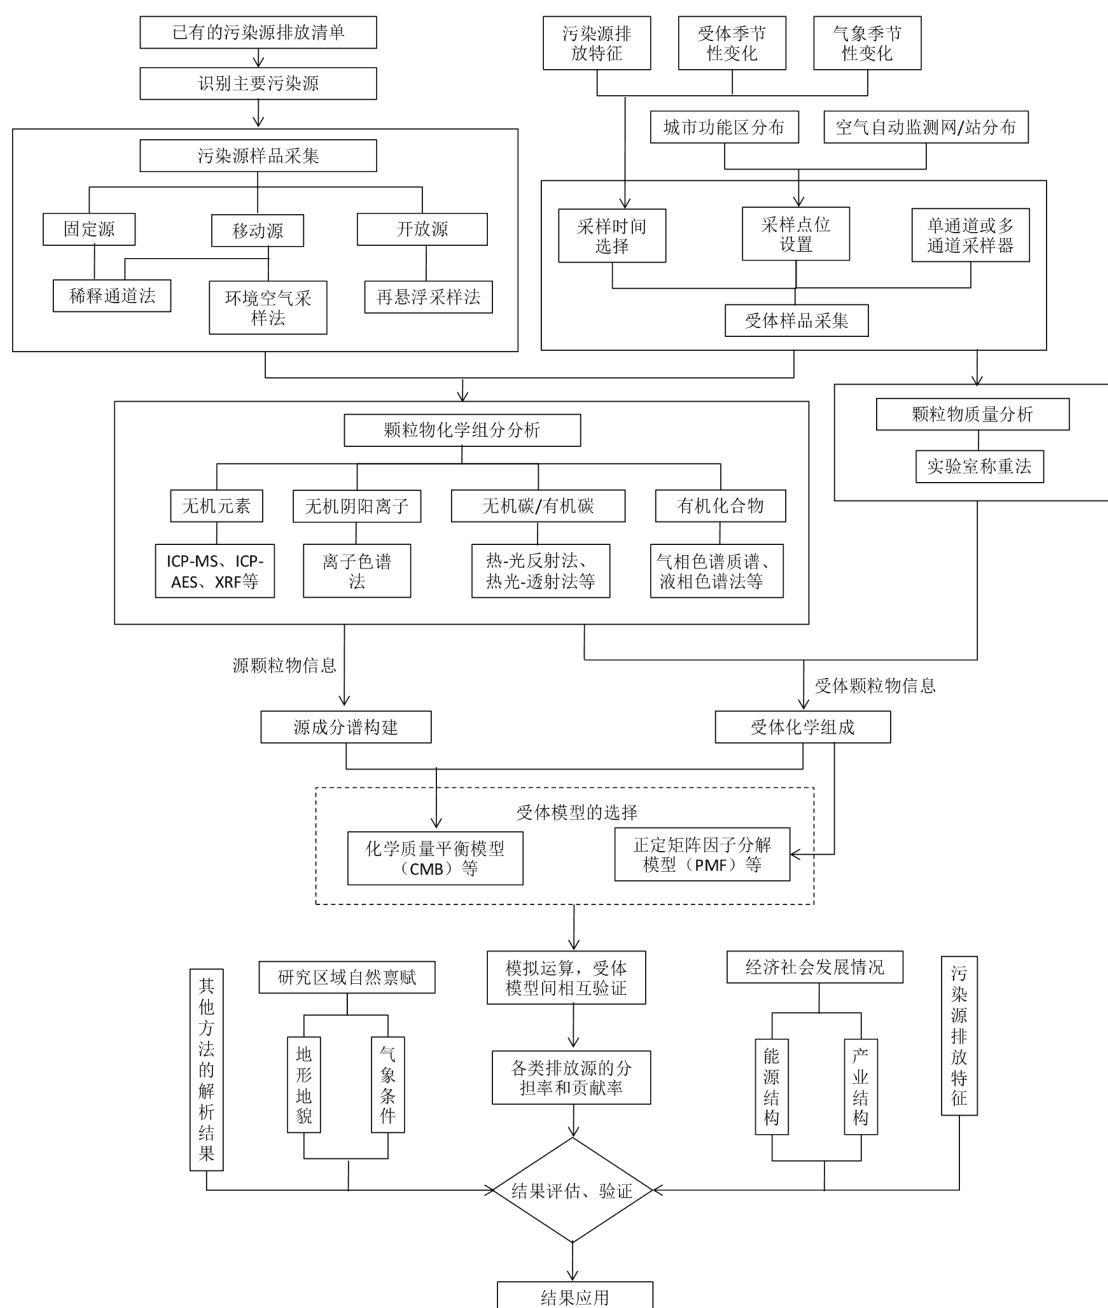 已有的污染源排放清单
识别主要污染源
污染源样品采集
固定源
移动源
开放源
稀释通道法
环境空气采
样法
再悬浮采样法
污染源排
放特征
受体季节
性变化
气象季节
性变化
城市功能区分布
空气自动监测网/站分布
采样时间
选择
采样点位
设置
单通道或多
通道采样器
受体样品采集
颗粒物化学组分分析
无机元素
无机阴阳离子
无机碳/有机碳
有机化合物
ICP-MS、ICP-
AES、XRF等
离子色谱
法
热-光反射法、
热光-透射法等
气相色谱质谱、
液相色谱法等
颗粒物质量分析
实验室称重法
源颗粒物信息
受体颗粒物信息
源成分谱构建
受体化学组成
受体模型的选择
化学质量平衡模型
（CMB）等
正定矩阵因子分解
模型（PMF）等
模拟运算，受体
模型间相互验证
各类排放源的分
担率和贡献率
其他方法的解析结果
研究区域自然禀赋
地形地貌
气象条件
经济社会发展情况
能源结构
产业结构
污染源排放特征
结果评估、验证
结果应用